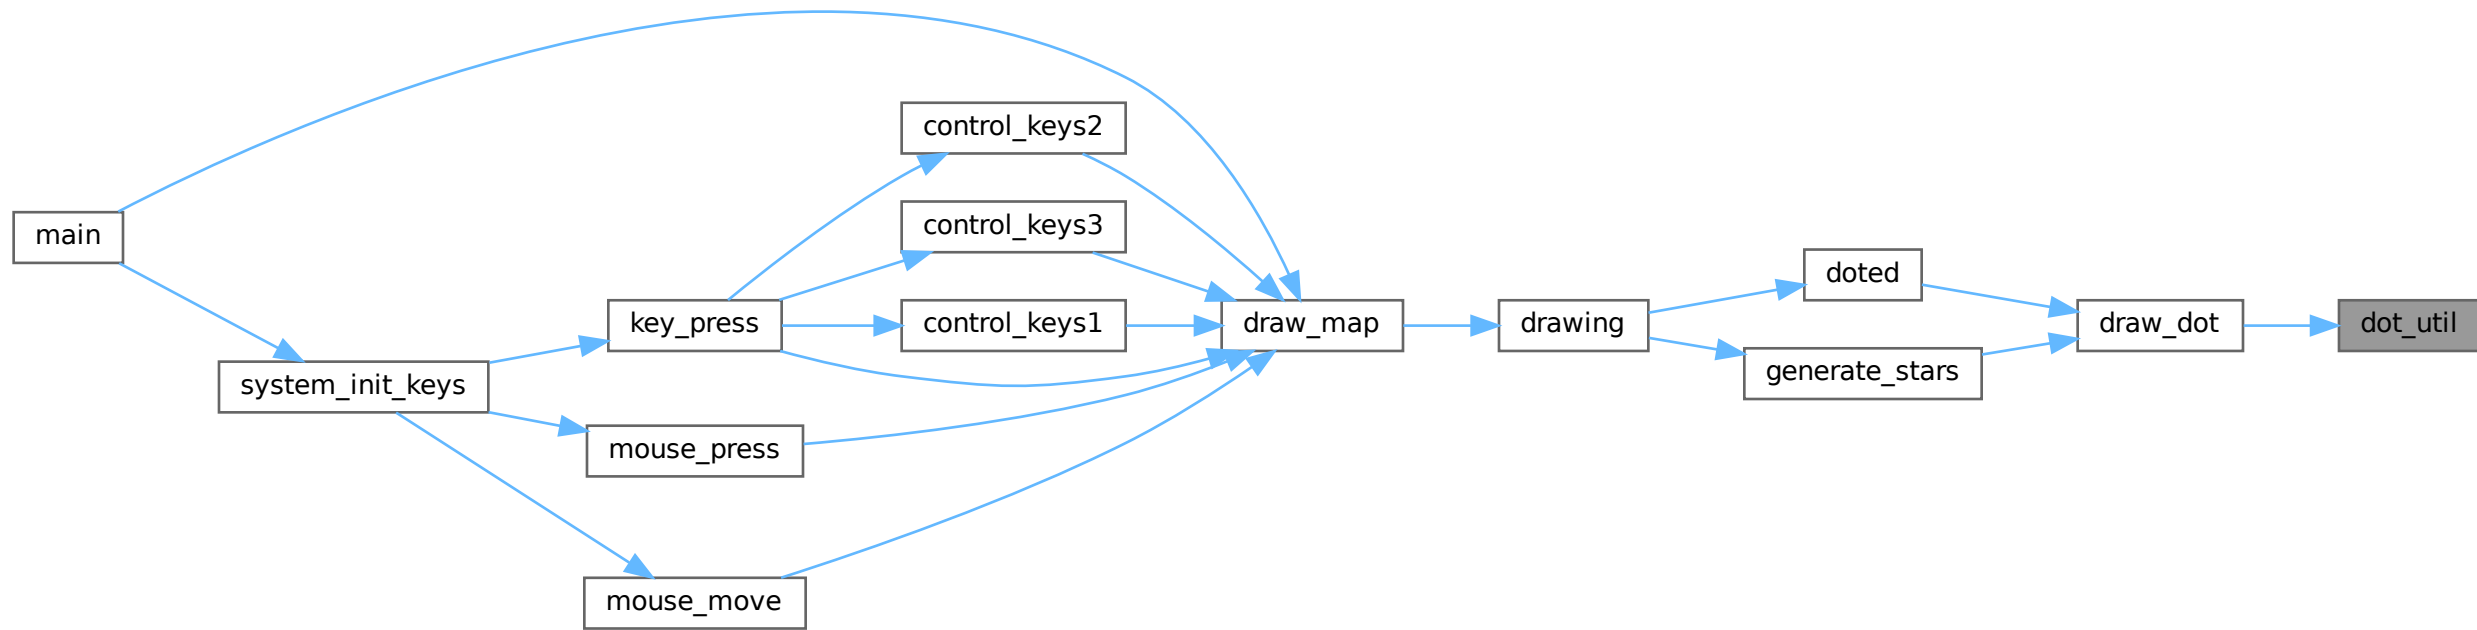 main
system_init_keys
key_press
mouse_press
mouse_move
control_keys2
control_keys3
control_keys1
draw_map
drawing
doted
generate_stars
draw_dot
dot_util